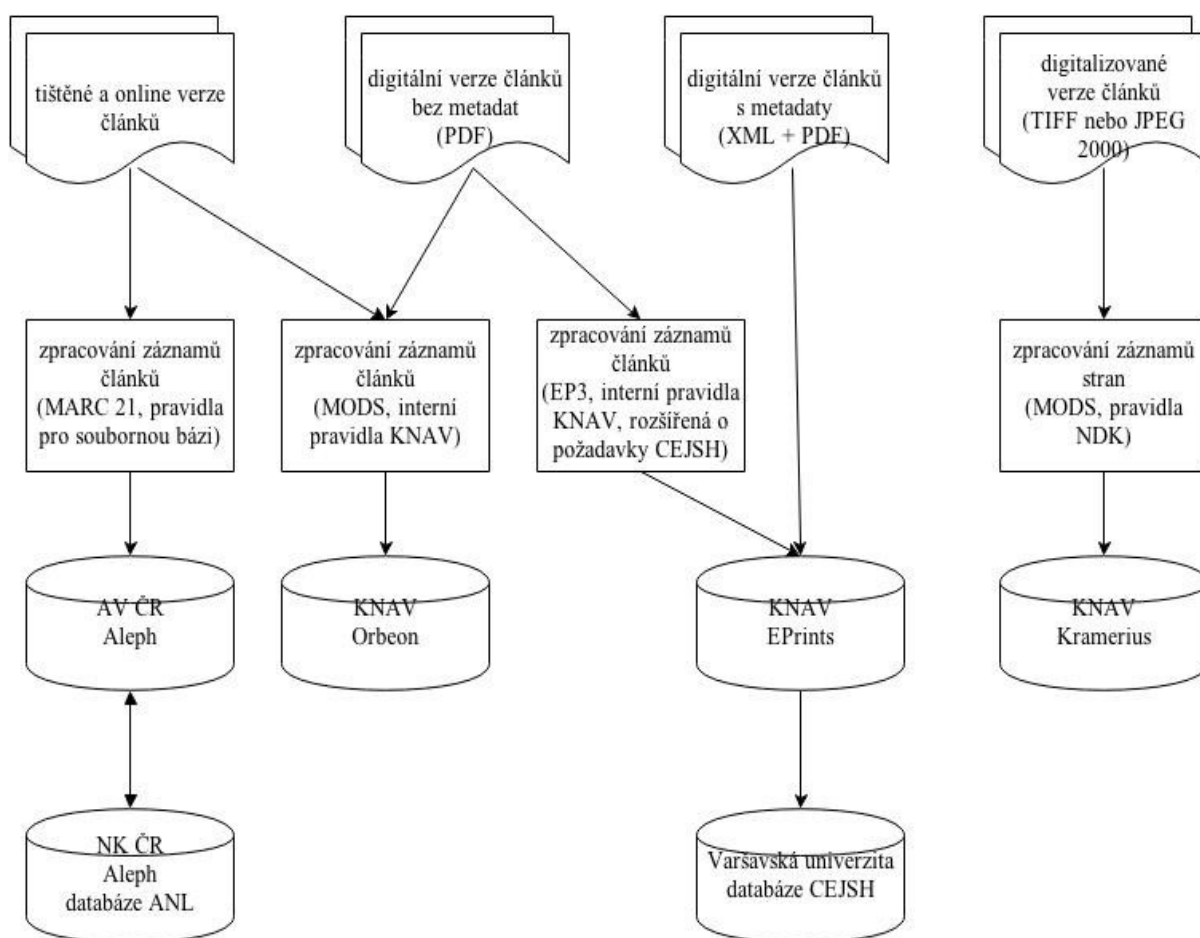 tištěné a online verze
článků
digitální verze článků
bez metadat
(PDF)
digitální verze článků
s metadaty
(XML + PDF)
digitalizované
verze článků
(TIFF nebo JPEG
2000)
zpracování záznamů
článků
(MARC 21, pravidla
pro soubornou bázi)
zpracování záznamů
článků
(MODS, interní
pravidla KNAV)
zpracování záznamů
článků
(EP3, interní pravidla
KNAV, rozšířená o
požadavky CEJSH)
zpracování záznamů
stran
(MODS, pravidla
NDK)
AV ČR
Aleph
KNAV
Orbeon
KNAV
EPrints
KNAV
Kramerius
NK ČR
Aleph
databáze ANL
Varšavská univerzita
databáze CEJSH